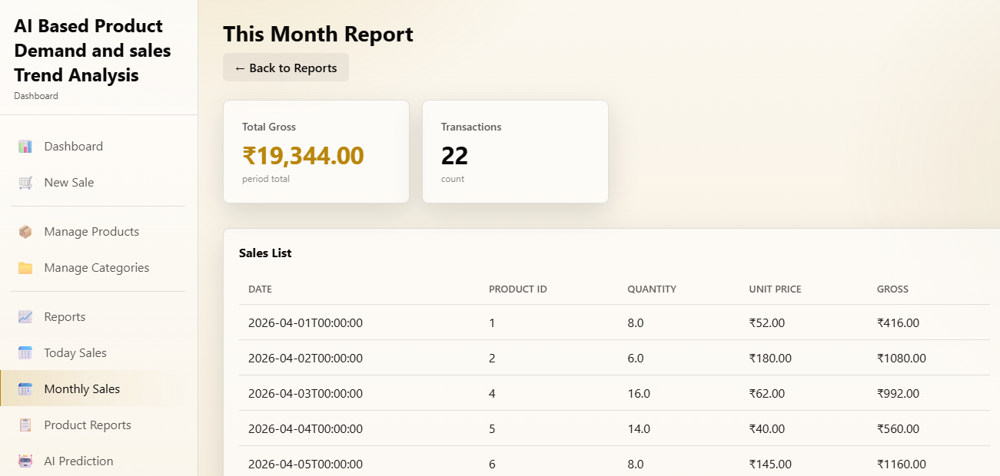 AI Based Product
Demand and sales
Trend Analysis
Dashboard
Dashboard
New Sale
Manage Products
Manage Categories
Reports
Today Sales
Monthly Sales
Product Reports
AI Prediction
This Month Report
← Back to Reports
Total Gross
₹19,344.00
period total
Transactions
22
count
Sales List
DATE PRODUCT ID QUANTITY UNIT PRICE GROSS
2026-04-01T00:00:00 1 8.0 ₹52.00 ₹416.00
2026-04-02T00:00:00 2 6.0 ₹180.00 ₹1080.00
2026-04-03T00:00:00 4 16.0 ₹62.00 ₹992.00
2026-04-04T00:00:00 5 14.0 ₹40.00 ₹560.00
2026-04-05T00:00:00 6 8.0 ₹145.00 ₹1160.00